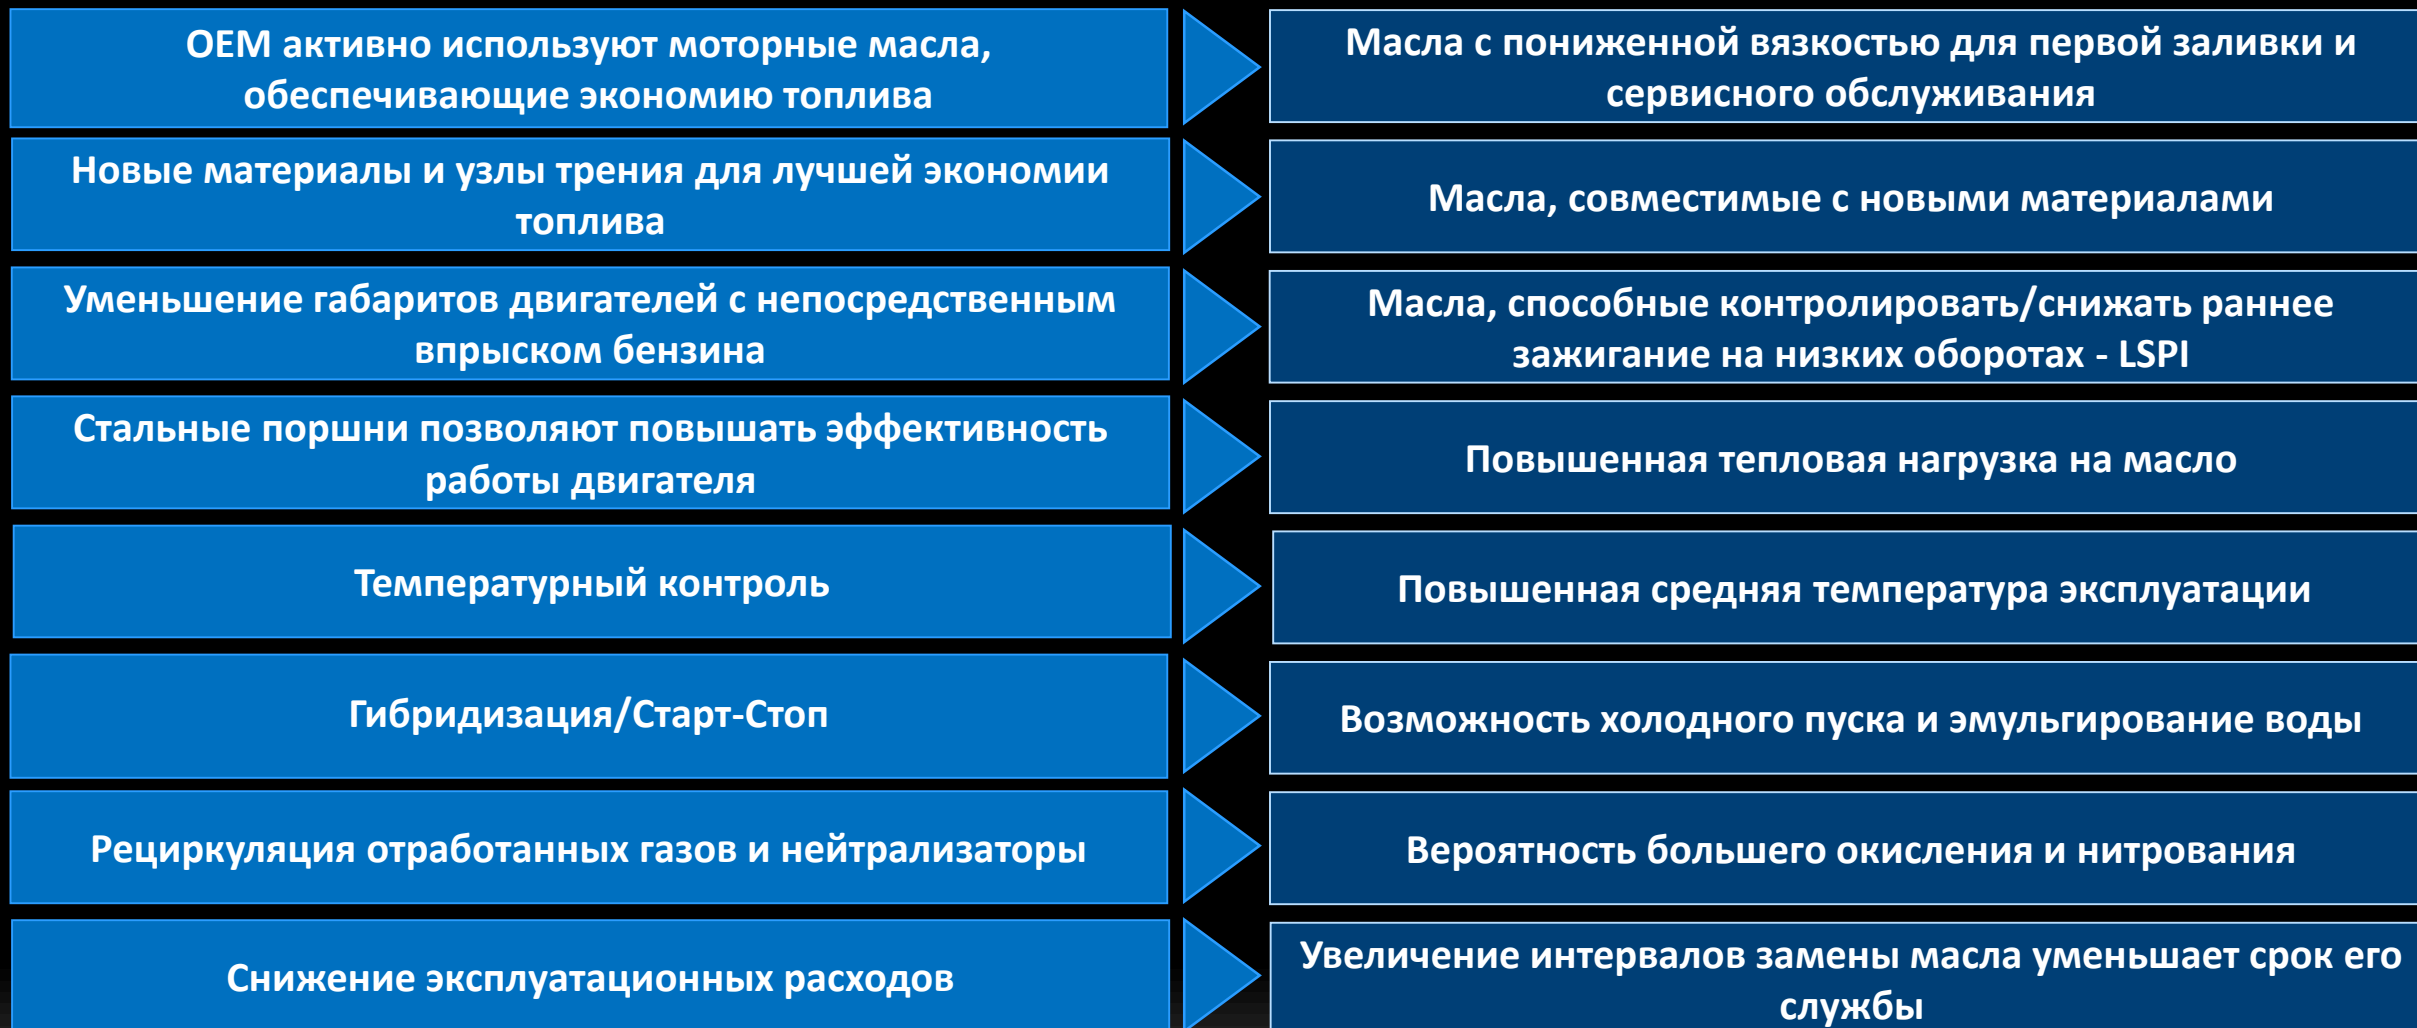 ОЕМ активно используют моторные масла,
обеспечивающие экономию топлива
Масла с пониженной вязкостью для первой заливки и
сервисного обслуживания
Новые материалы и узлы трения для лучшей экономии
топлива
Масла, совместимые с новыми материалами
Уменьшение габаритов двигателей с непосредственным
впрыском бензина
Масла, способные контролировать/снижать раннее
зажигание на низких оборотах - LSPI
Стальные поршни позволяют повышать эффективность
работы двигателя
Повышенная тепловая нагрузка на масло
Температурный контроль
Повышенная средняя температура эксплуатации
Гибридизация/Старт-Стоп
Возможность холодного пуска и эмульгирование воды
Рециркуляция отработанных газов и нейтрализаторы
Вероятность большего окисления и нитрования
Снижение эксплуатационных расходов
Увеличение интервалов замены масла уменьшает срок его
службы